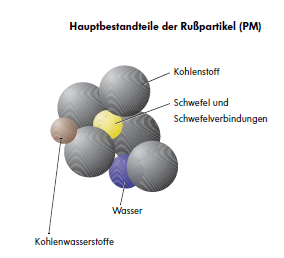 Hauptbestandteile der Rußpartikel (PM)
Kohlenstoff
Schwefel und
Schwefelverbindungen
Wasser
Kohlenwasserstoffe